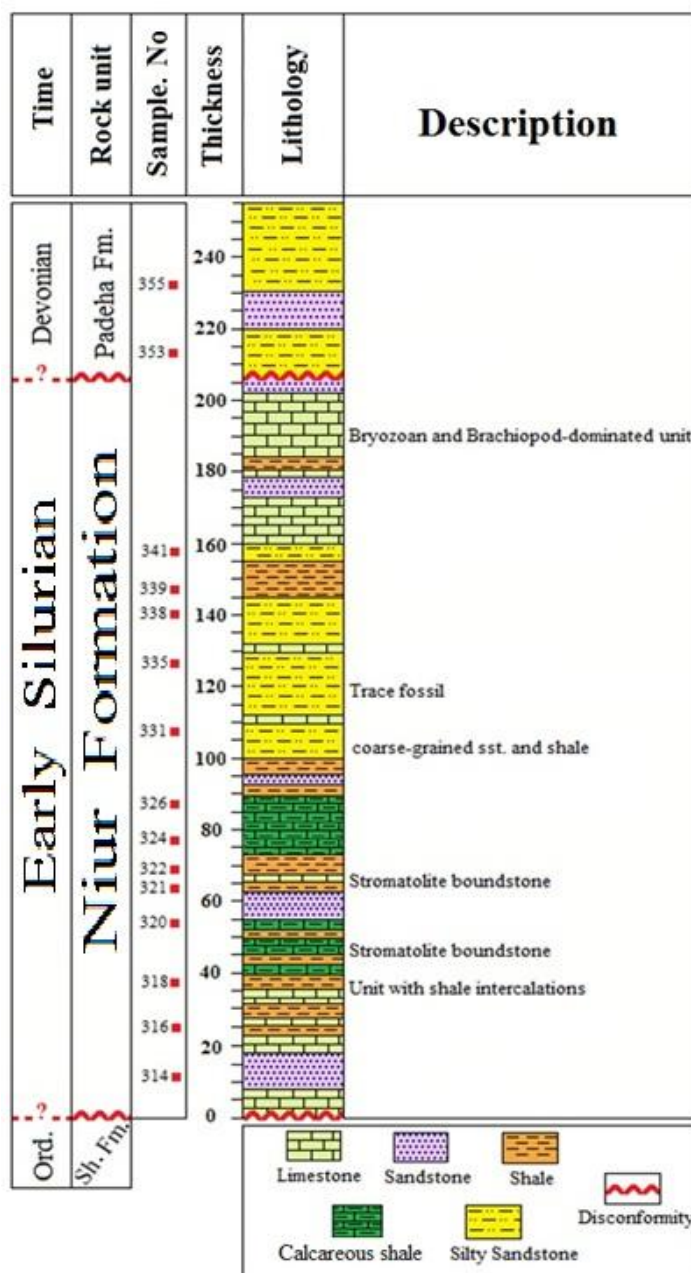 Time
Rock unit
Sample. No
Thickness
Lithology
Description
Devonian
Padeha Fm.
?
Early Silurian
Niur Formation
?
Ord.
Sh. Fm.
355
353
341
339
338
335
331
326
324
322
321
320
318
316
314
240
220
200
180
160
140
120
100
80
60
40
20
0
Bryozoan and Brachiopod-dominated unit
Trace fossil
coarse-grained sst. and shale
Stromatolite boundstone
Stromatolite boundstone
Unit with shale intercalations
Limestone
Sandstone
Shale
Disconformity
Calcareous shale
Silty Sandstone